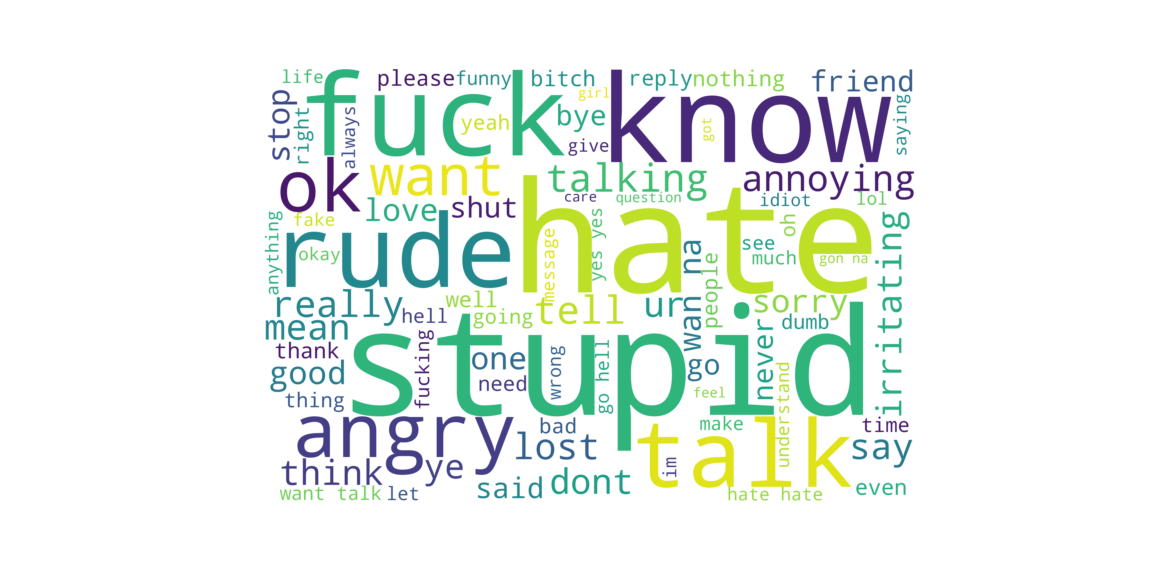 life
please
funny
bitch
reply
nothing
friend
fuck
know
stop
right
always
yeah
girl
bye
give
got
saying
ok
want
talking
annoying
love
shut
care
question
idiot
lol
fake
rude
hate
anything
okay
message
yes yes
wan na
people
see
oh
much
gon na
irritating
really
well
tell
ur
sorry
mean
hell
going
dumb
stupid
thank
fucking
one
wrong
go hell
go
never
good
need
feel
understand
thing
angry
bad
lost
talk
make
time
say
think
ye
im
want talk
let
said
dont
hate hate
even